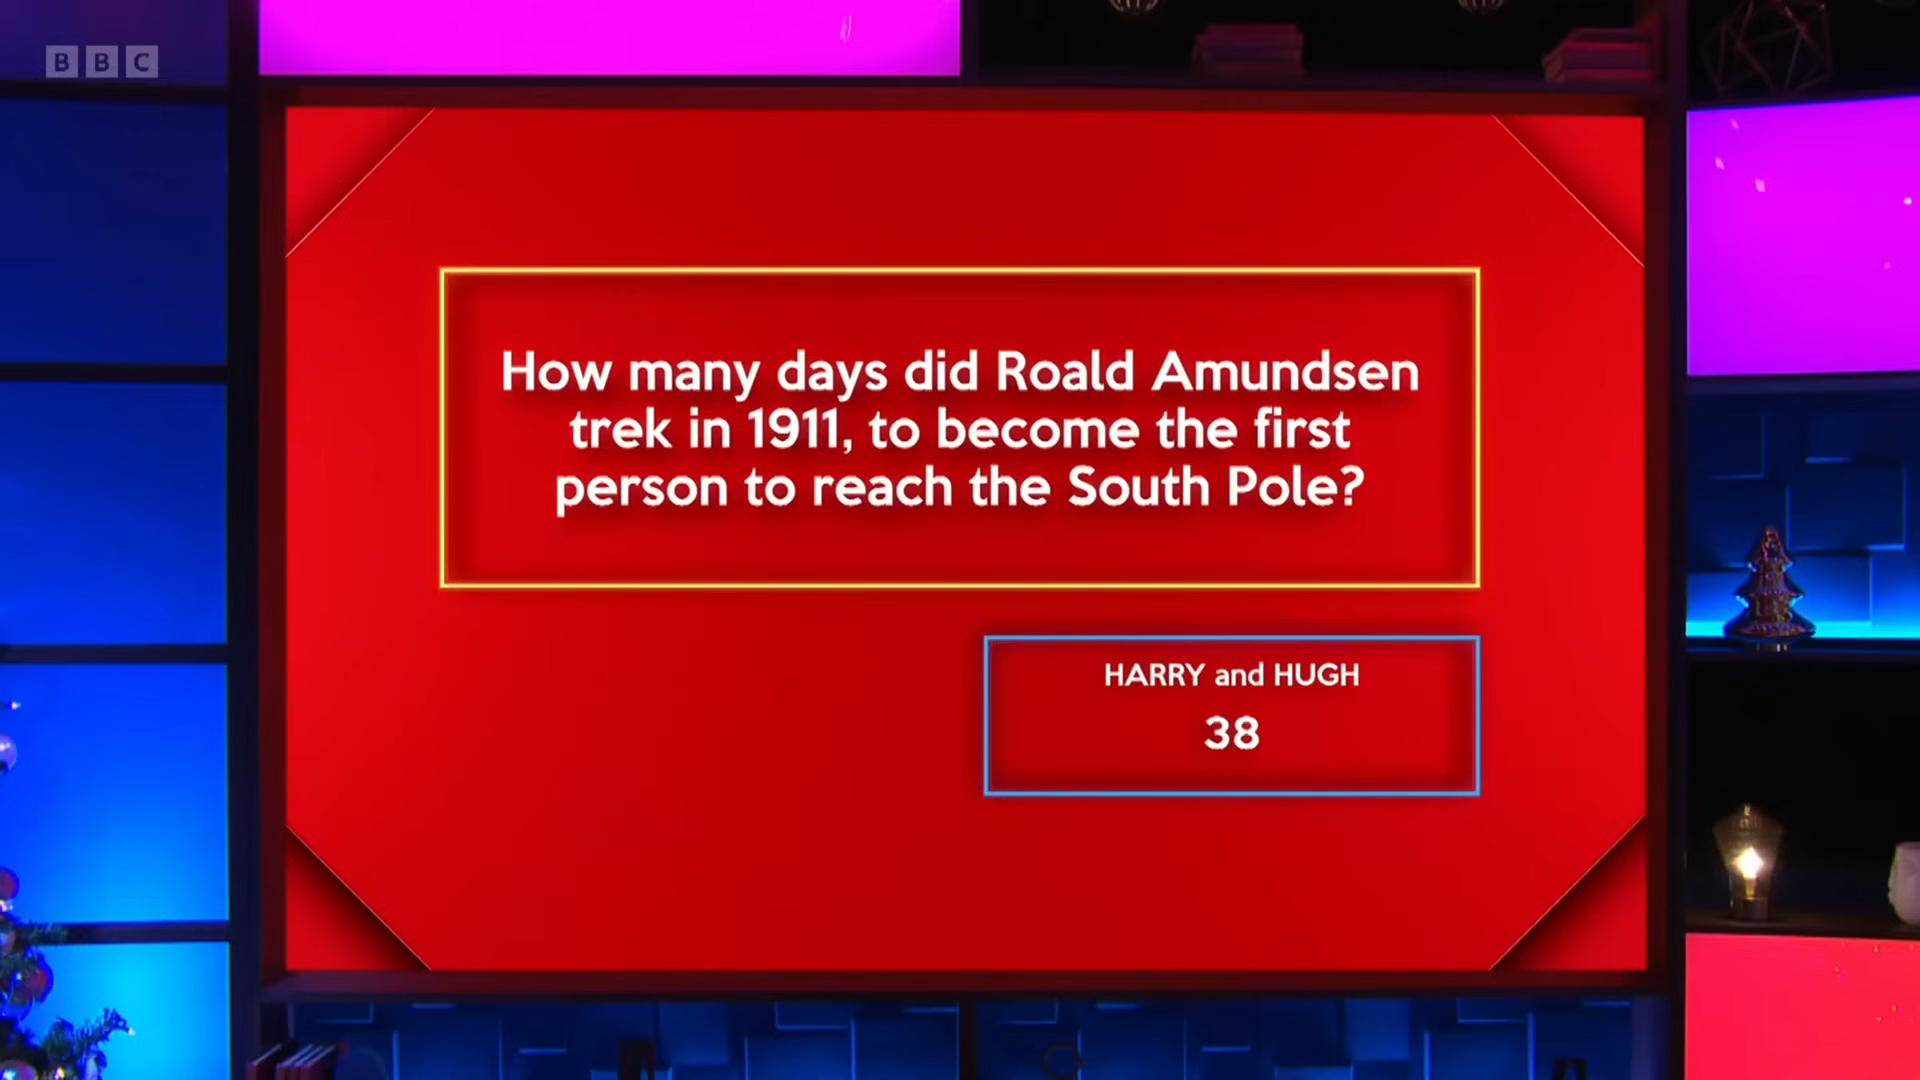 BBC
How many days did Roald Amundsen
trek in 1911, to become the first
person to reach the South Pole?
HARRY and HUGH
38